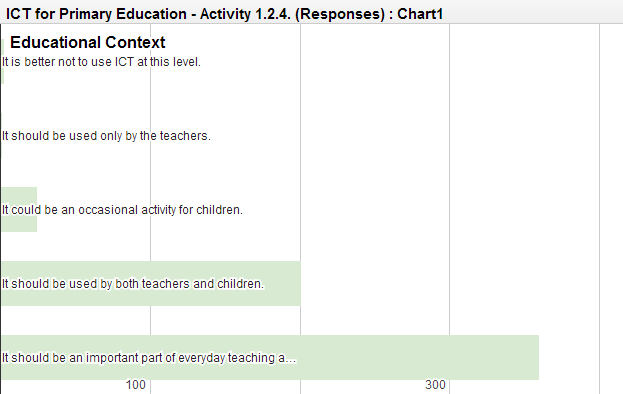 ICT for Primary Education - Activity 1.2.4. (Responses) : Chart1
Educational Context
It is better not to use ICT at this level.
It should be used only by the teachers.
It could be an occasional activity for children.
It should be used by both teachers and children.
It should be an important part of everyday teaching a...
100 300